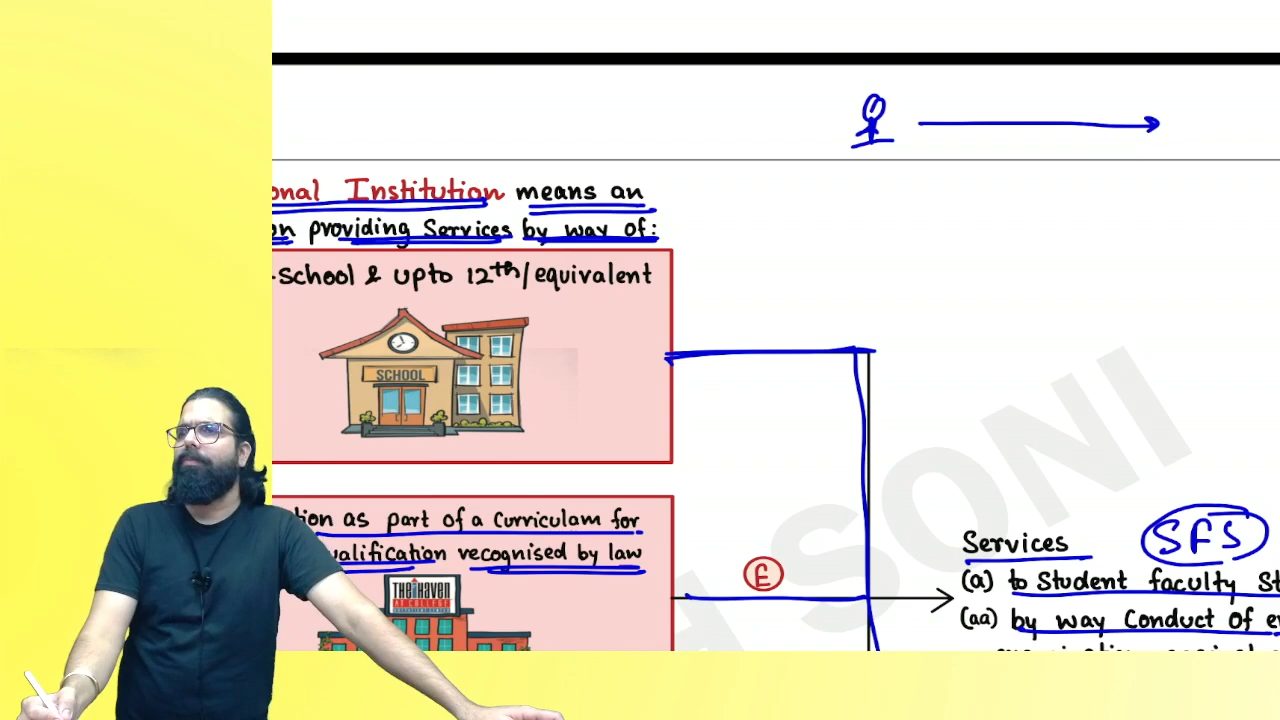 onal Institution means an
on providing Services by way of:
-School & upto 12th/equivalent
SCHOOL
tion as part of a Curriculam for
ualification recognised by law
THE HAVEN
E
Services SFS
(a) to Student faculty St
(aa) by way Conduct of e
SONI